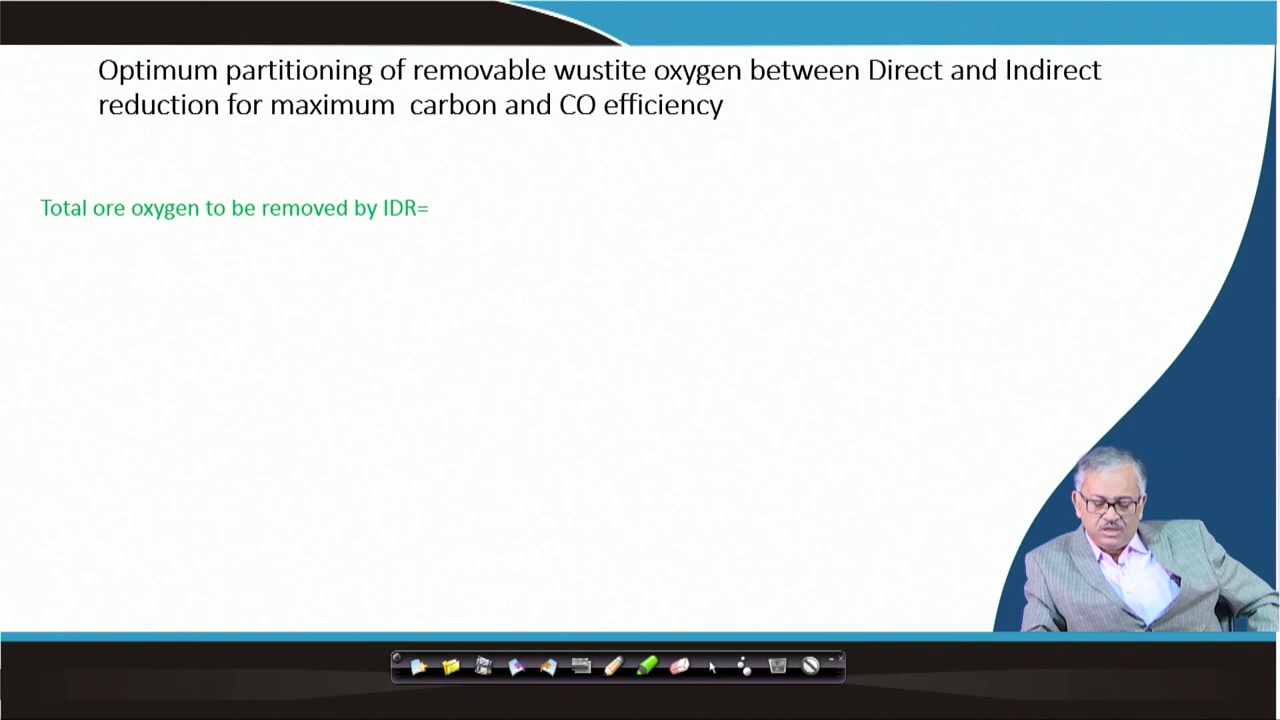 Optimum partitioning of removable wustite oxygen between Direct and Indirect
reduction for maximum carbon and CO efficiency
Total ore oxygen to be removed by IDR=